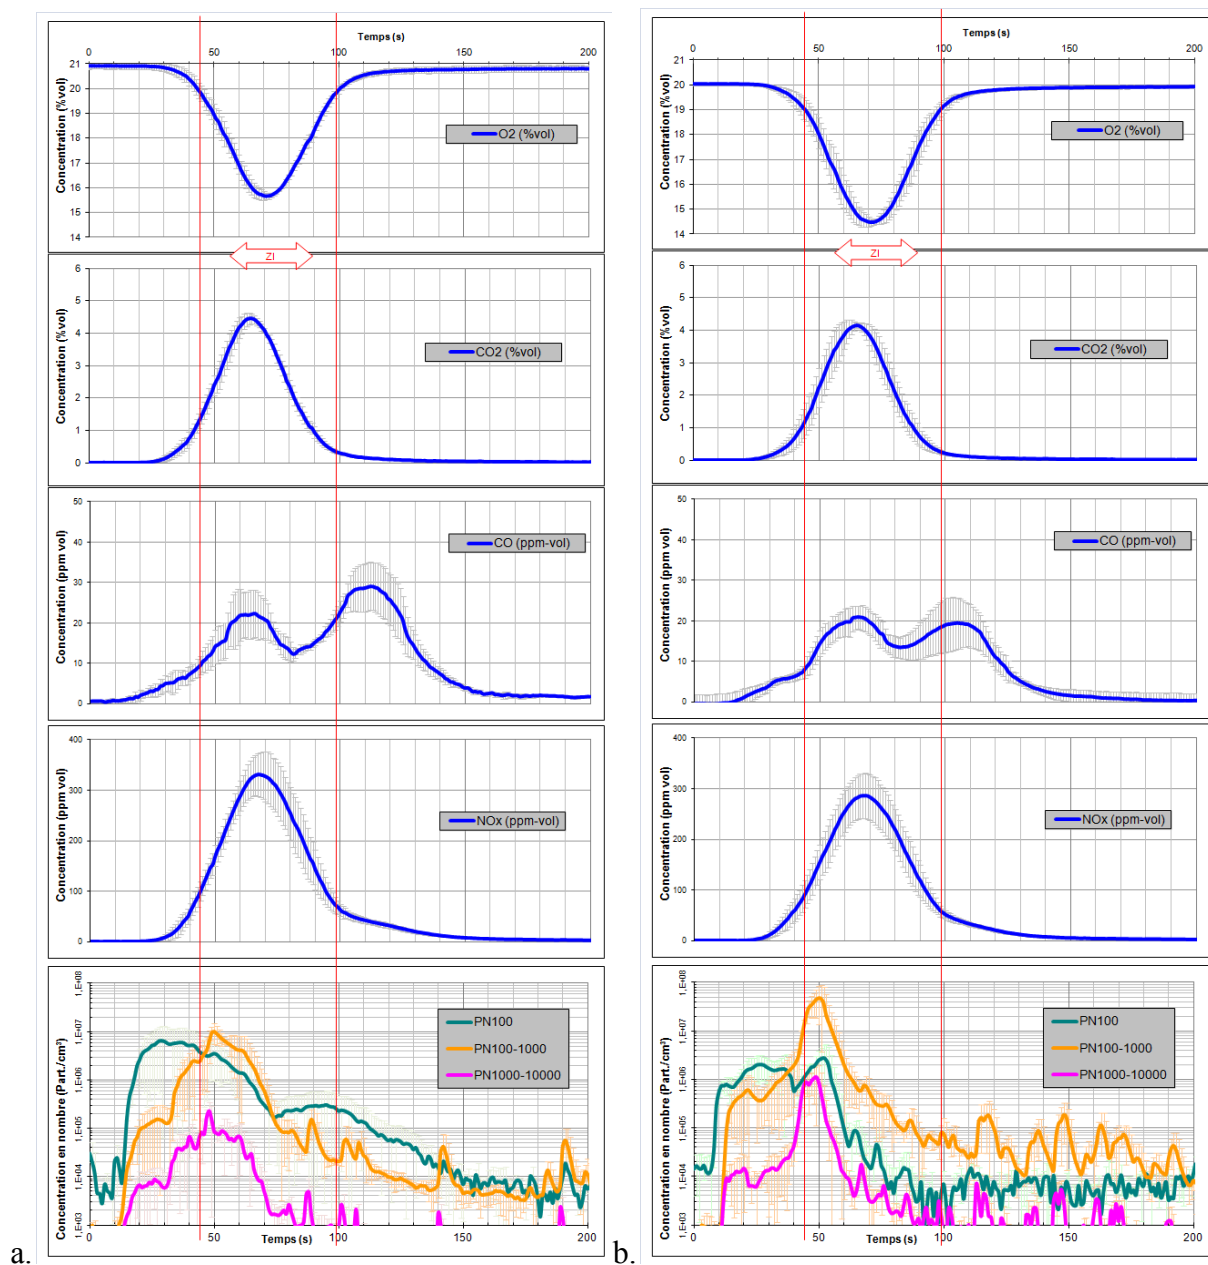 Temps (s)
0 50 100 150 200
21
20
19
18
17
16
15
14
Concentration (%vol)
O2 (%vol)
ZI
6
5
4
3
2
1
0
Concentration (%vol)
CO2 (%vol)
50
40
30
20
10
0
Concentration (ppm vol)
CO (ppm-vol)
400
300
200
100
0
Concentration (ppm vol)
NOx (ppm-vol)
1,E+08
1,E+07
1,E+06
1,E+05
1,E+04
1,E+03
Concentration en nombre (Part./cm³)
PN100
PN100-1000
PN1000-10000
0 50 100 150 200
Temps (s)
a.
Temps (s)
0 50 100 150 200
21
20
19
18
17
16
15
14
Concentration (%vol)
O2 (%vol)
ZI
6
5
4
3
2
1
0
Concentration (%vol)
CO2 (%vol)
50
40
30
20
10
0
Concentration (ppm vol)
CO (ppm-vol)
400
300
200
100
0
Concentration (ppm vol)
NOx (ppm-vol)
1,E+08
1,E+07
1,E+06
1,E+05
1,E+04
1,E+03
Concentration en nombre (Part./cm³)
PN100
PN100-1000
PN1000-10000
0 50 100 150 200
Temps (s)
b.